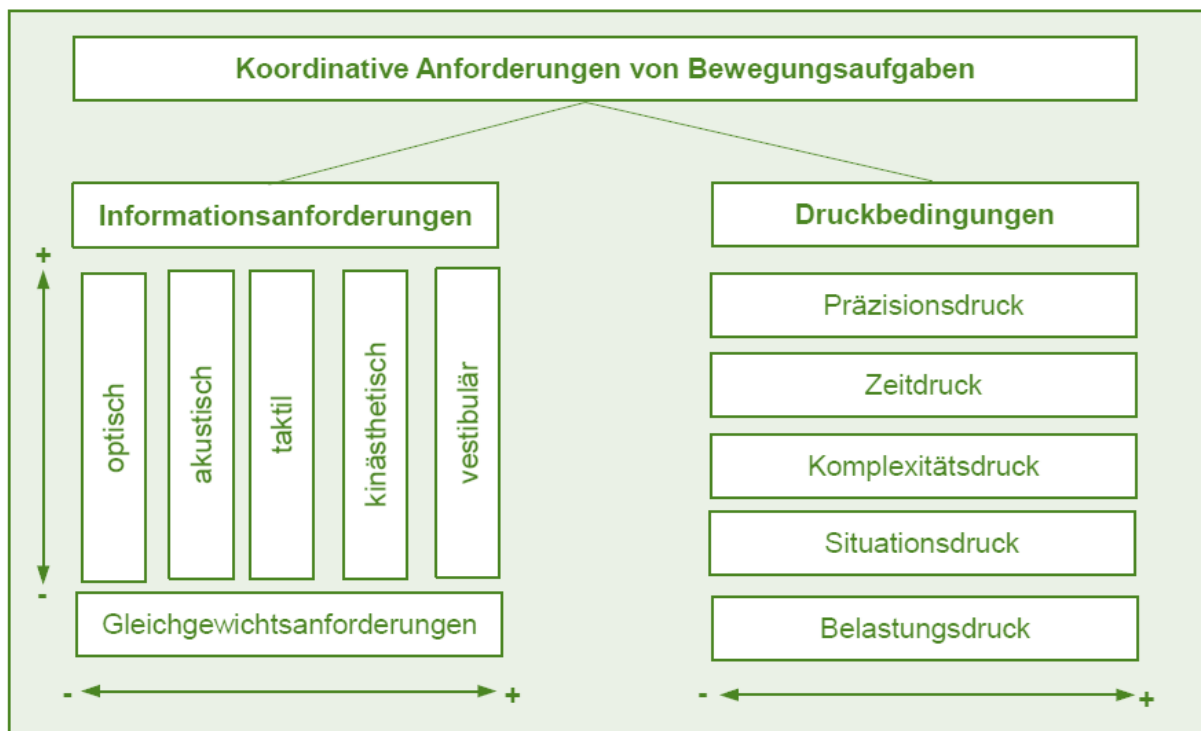 Koordinative Anforderungen von Bewegungsaufgaben
Informationsanforderungen
Druckbedingungen
+
optisch
akustisch
taktil
kinästhetisch
vestibulär
-
Gleichgewichtsanforderungen
- +
Präzisionsdruck
Zeitdruck
Komplexitätsdruck
Situationsdruck
Belastungsdruck
- +